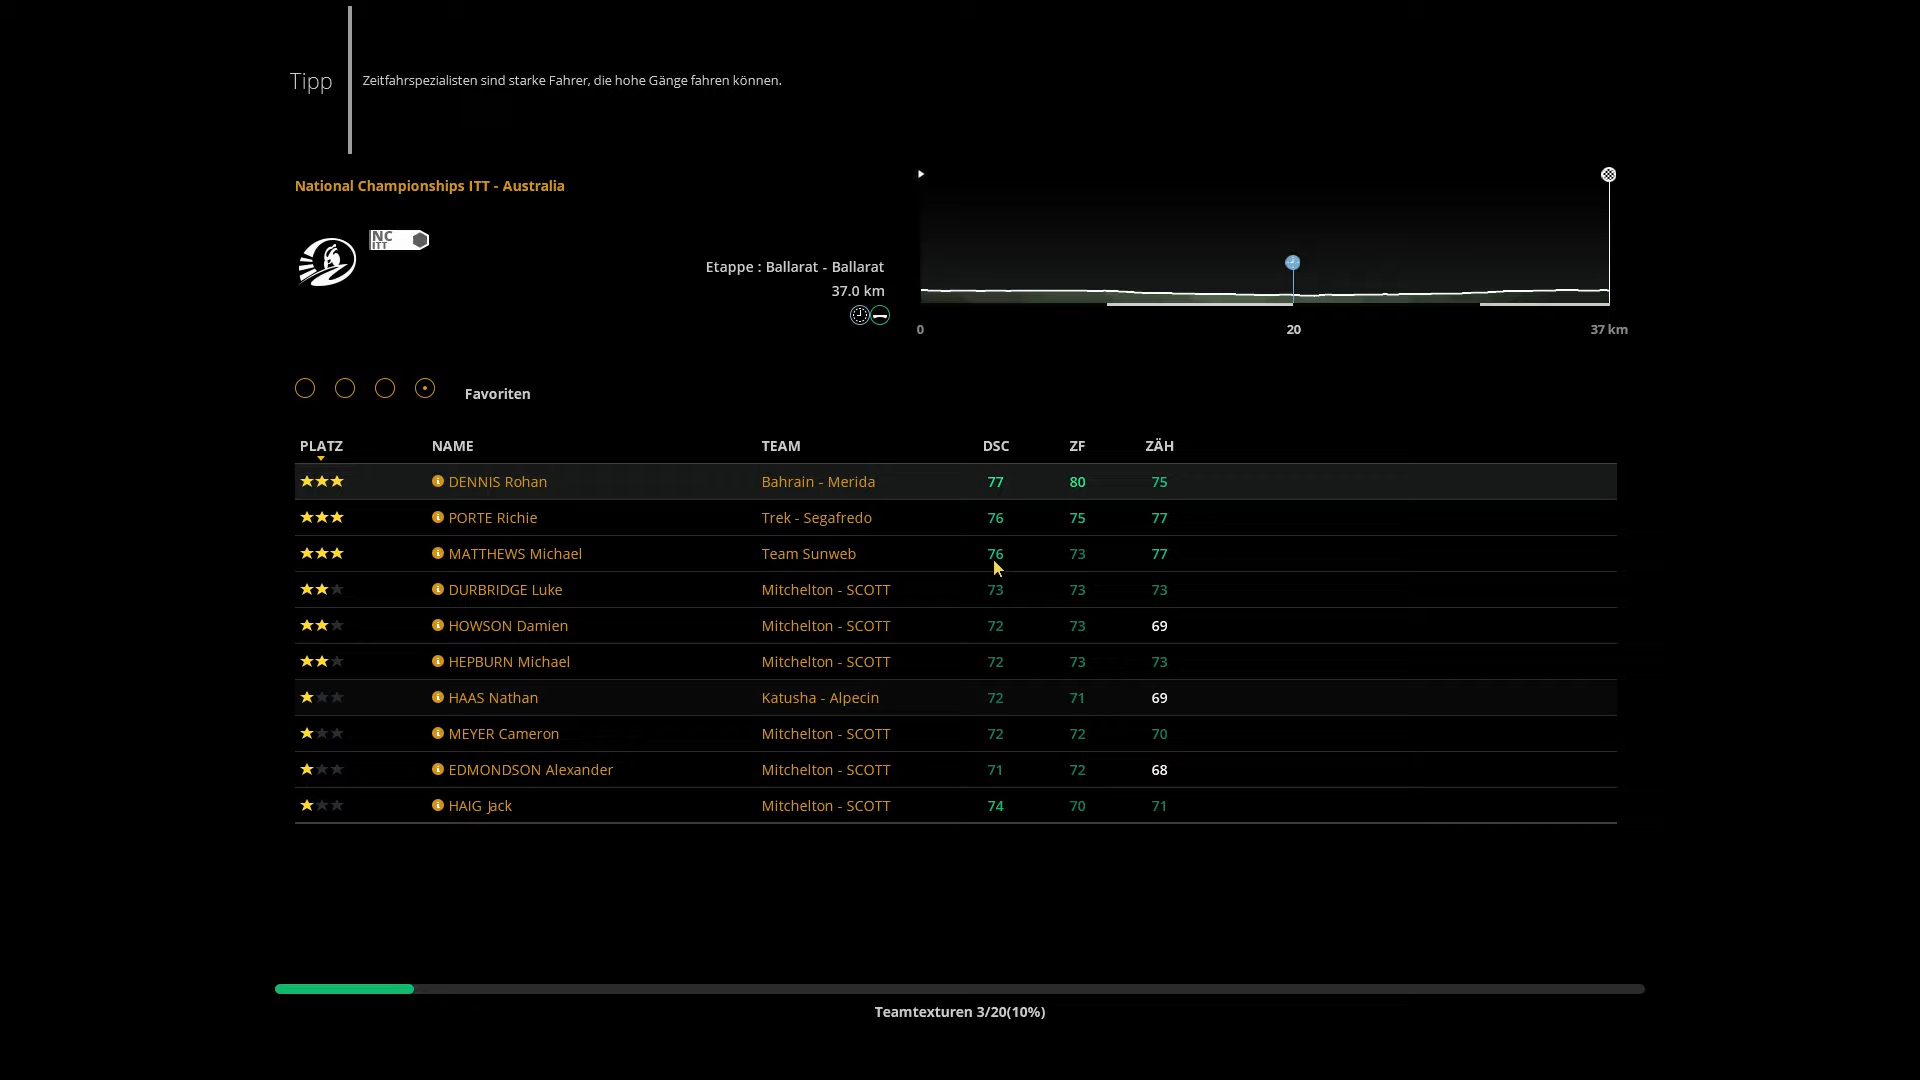 Tipp
Zeitfahrspezialisten sind starke Fahrer, die hohe Gänge fahren können.
National Championships ITT - Australia
NC
ITT
Etappe : Ballarat - Ballarat
37.0 km
0
20
37 km
Favoriten
PLATZ NAME TEAM DSC ZF ZÄH
DENNIS Rohan Bahrain - Merida 77 80 75
PORTE Richie Trek - Segafredo 76 75 77
MATTHEWS Michael Team Sunweb 76 73 77
DURBRIDGE Luke Mitchelton - SCOTT 73 73 73
HOWSON Damien Mitchelton - SCOTT 72 73 69
HEPBURN Michael Mitchelton - SCOTT 72 73 73
HAAS Nathan Katusha - Alpecin 72 71 69
MEYER Cameron Mitchelton - SCOTT 72 72 70
EDMONDSON Alexander Mitchelton - SCOTT 71 72 68
HAIG Jack Mitchelton - SCOTT 74 70 71
Teamtexturen 3/20(10%)